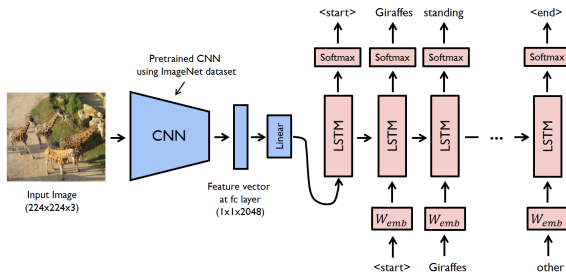 <start>
Giraffes
standing
<end>
Softmax
Softmax
Softmax
Softmax
Pretrained CNN
using ImageNet dataset
CNN
Linear
LSTM
LSTM
LSTM
...
LSTM
Input Image
(224x224x3)
Feature vector
at fc layer
(1x1x2048)
W_emb
W_emb
W_emb
<start>
Giraffes
other